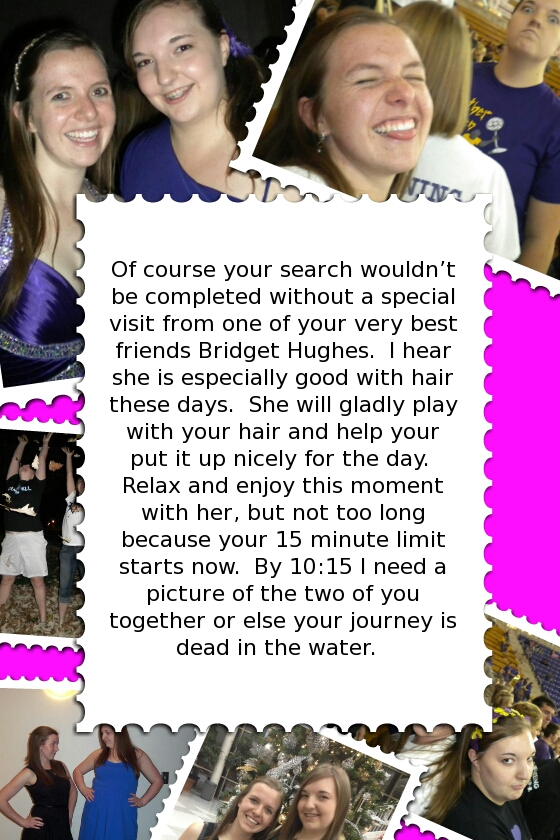 Of course your search wouldn’t
be completed without a special
visit from one of your very best
friends Bridget Hughes.  I hear
she is especially good with hair
these days.  She will gladly play
with your hair and help your
put it up nicely for the day.
Relax and enjoy this moment
with her, but not too long
because your 15 minute limit
starts now.  By 10:15 I need a
picture of the two of you
together or else your journey is
dead in the water.